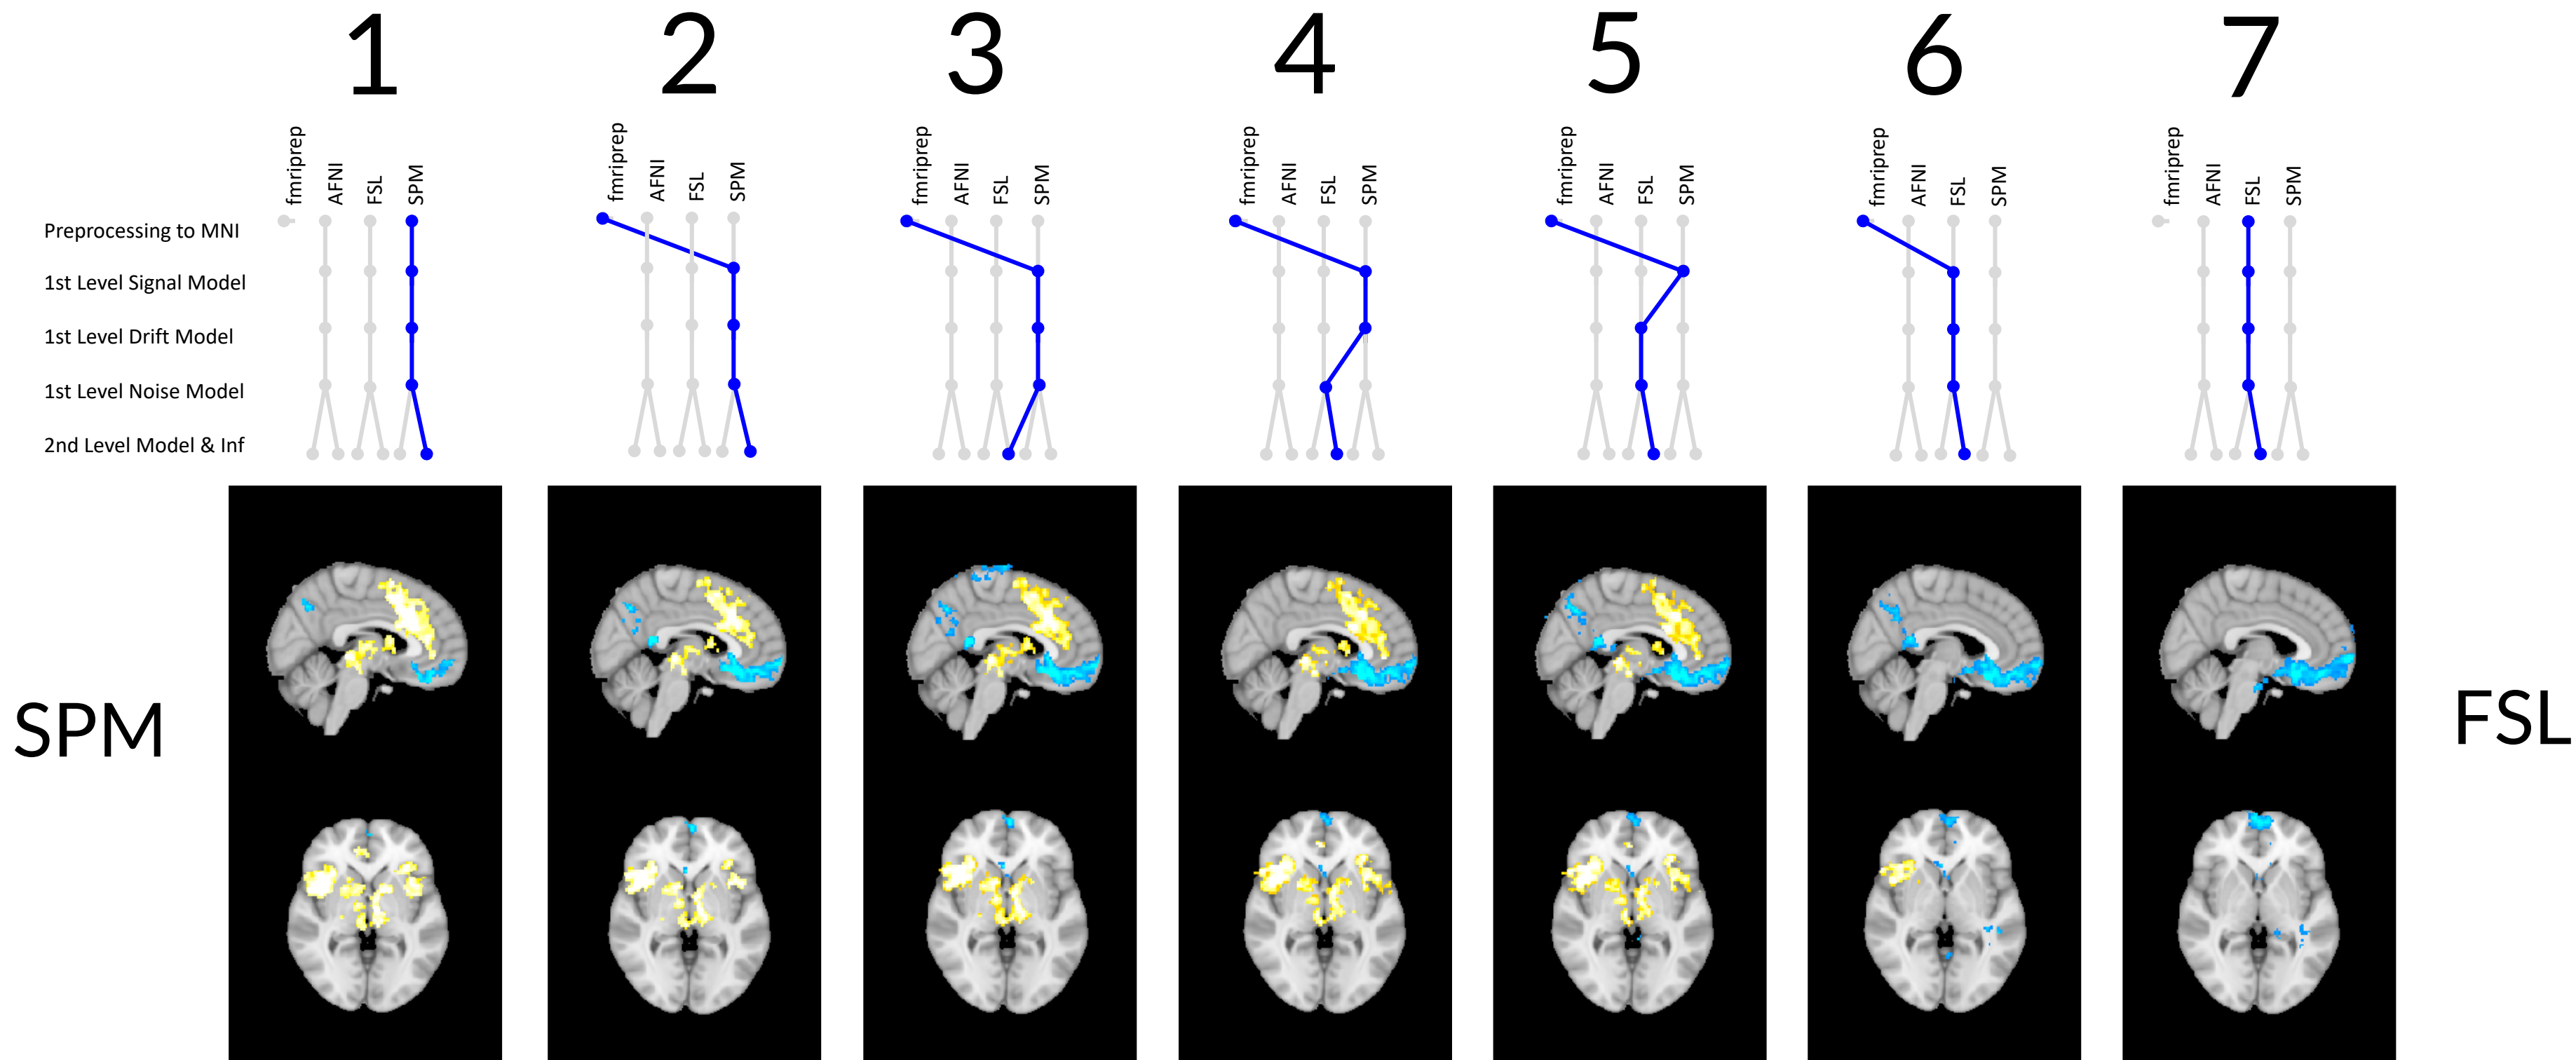 1
2
3
4
5
6
7
fmriprep
AFNI
FSL
SPM
fmriprep
AFNI
FSL
SPM
fmriprep
AFNI
FSL
SPM
fmriprep
AFNI
FSL
SPM
fmriprep
AFNI
FSL
SPM
fmriprep
AFNI
FSL
SPM
fmriprep
AFNI
FSL
SPM
Preprocessing to MNI
1st Level Signal Model
1st Level Drift Model
1st Level Noise Model
2nd Level Model & Inf
SPM
FSL